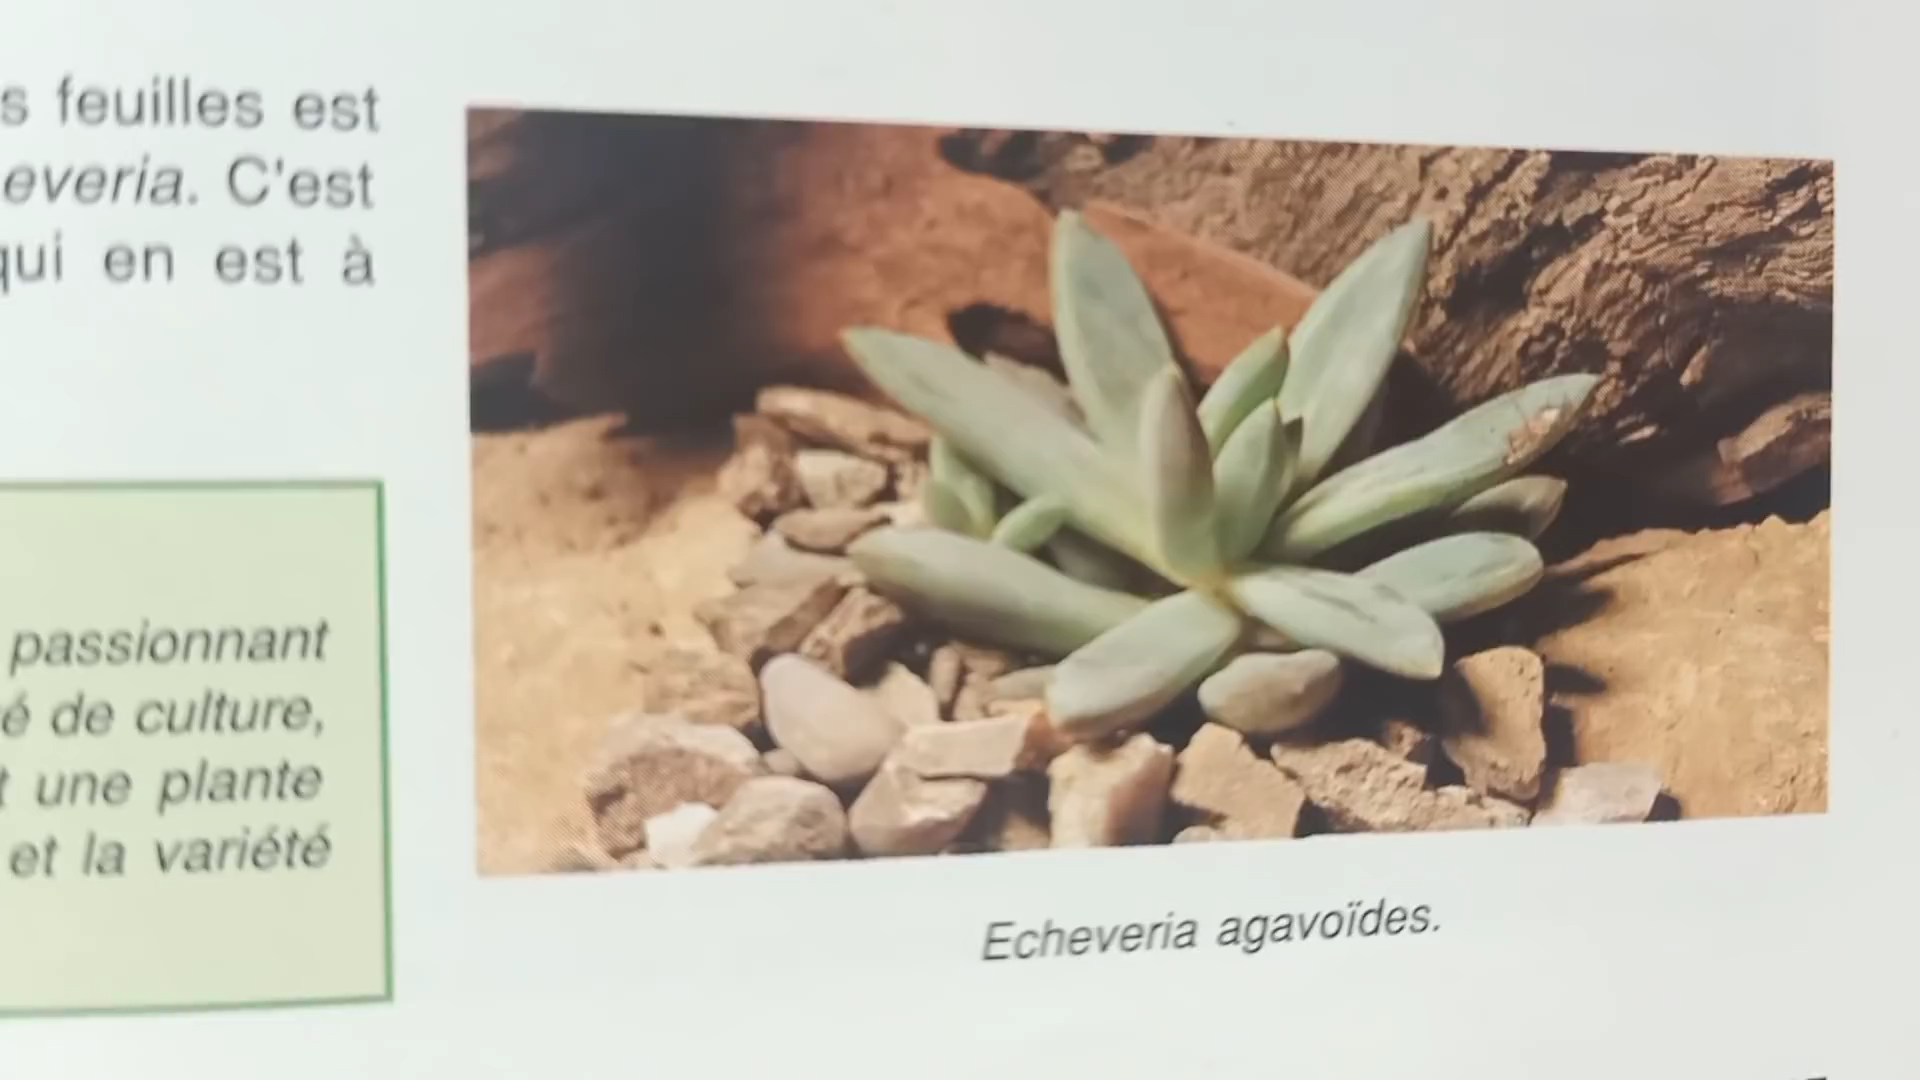 s feuilles est
everia. C'est
qui en est à
passionnant
é de culture,
t une plante
et la variété
Echeveria agavoïdes.